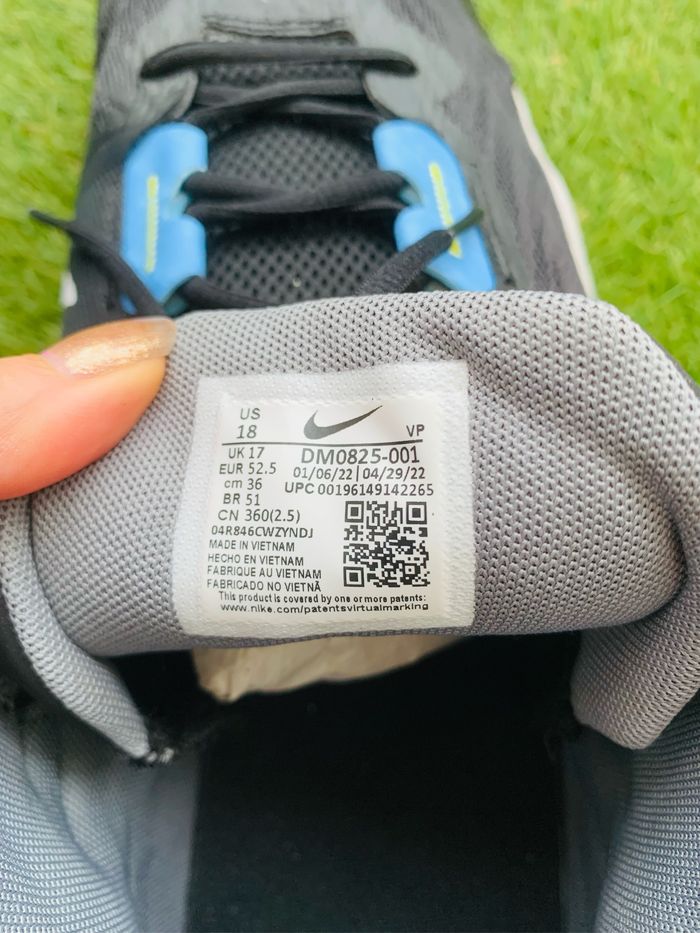 US
18
VP
UK 17
DM0825-001
EUR 52.5
01/06/22 | 04/29/22
cm 36
UPC 00196149142265
BR 51
CN 360(2.5)
04R846CWZYNDJ
MADE IN VIETNAM
HECHO EN VIETNAM
FABRIQUE AU VIETNAM
FABRICADO NO VIETNÃ
This product is covered by one or more patents:
www.nike.com/patentsvirtualmarking